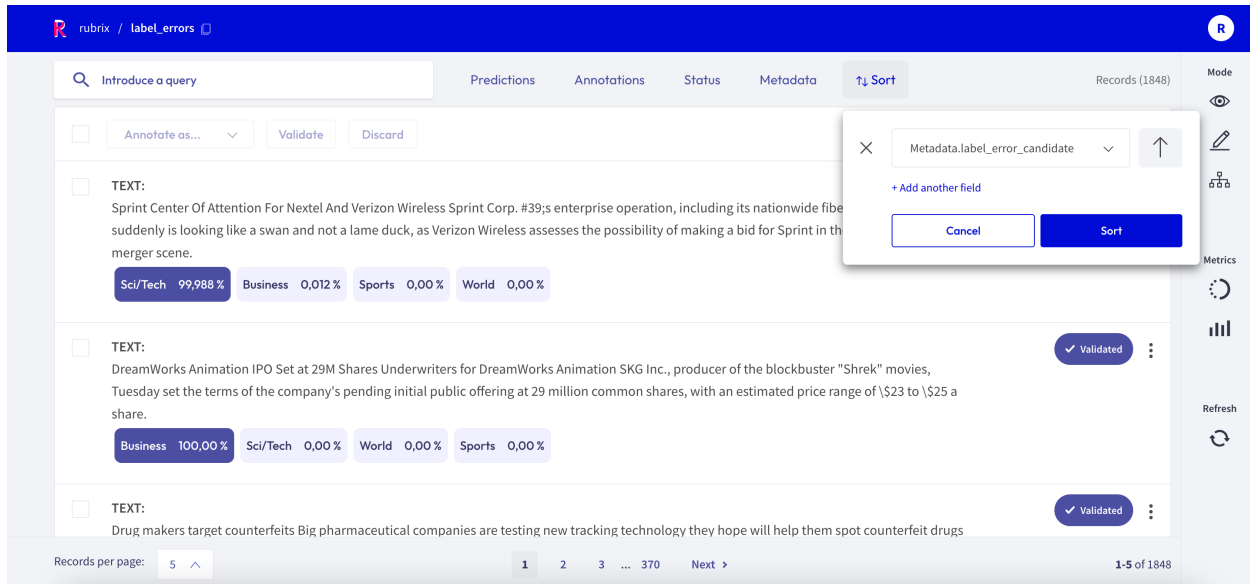 R rubrix / label_errors
R
Introduce a query
Predictions Annotations Status Metadata Sort
Records (1848)
Mode
Annotate as... Validate Discard
Metadata.label_error_candidate
+ Add another field
Cancel Sort
TEXT:
Sprint Center Of Attention For Nextel And Verizon Wireless Sprint Corp. #39;s enterprise operation, including its nationwide fibe
suddenly is looking like a swan and not a lame duck, as Verizon Wireless assesses the possibility of making a bid for Sprint in th
merger scene.
Sci/Tech 99,988 % Business 0,012 % Sports 0,00 % World 0,00 %
Metrics
TEXT:
Validated
DreamWorks Animation IPO Set at 29M Shares Underwriters for DreamWorks Animation SKG Inc., producer of the blockbuster "Shrek" movies,
Tuesday set the terms of the company's pending initial public offering at 29 million common shares, with an estimated price range of \$23 to \$25 a
share.
Business 100,00 % Sci/Tech 0,00 % World 0,00 % Sports 0,00 %
Refresh
TEXT:
Validated
Drug makers target counterfeits Big pharmaceutical companies are testing new tracking technology they hope will help them spot counterfeit drugs
Records per page: 5
1 2 3 ... 370 Next >
1-5 of 1848